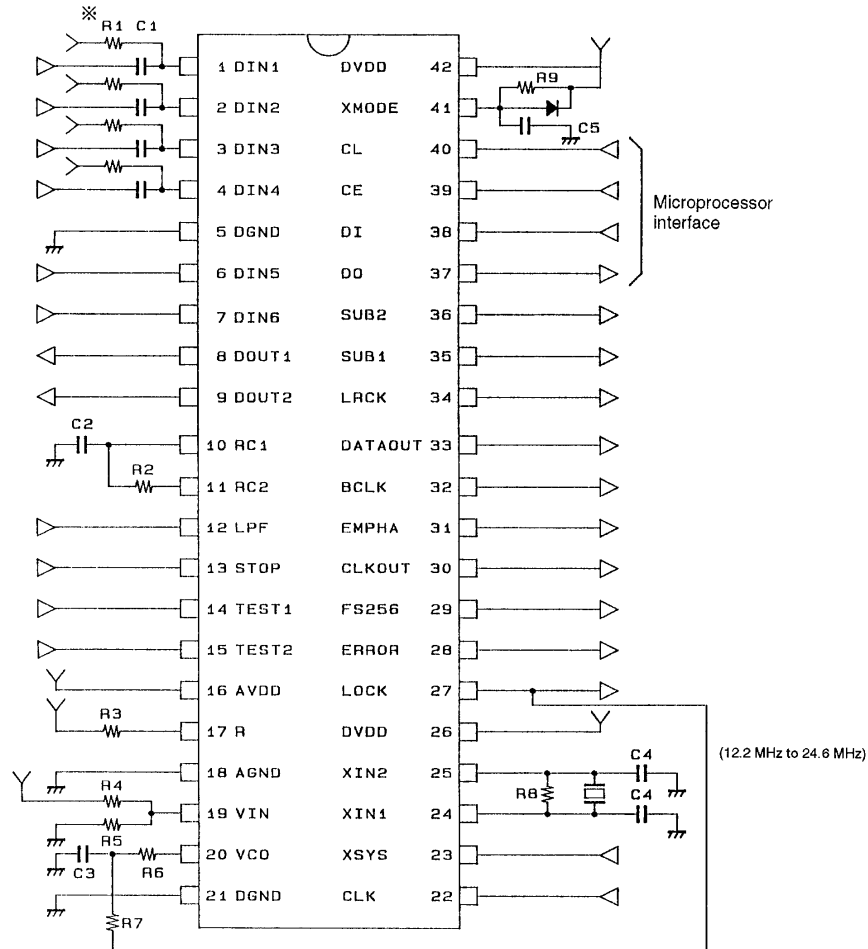 ※ R1 C1
1 DIN1 DVDD 42
R9
2 DIN2 XMODE 41
C5
3 DIN3 CL 40
4 DIN4 CE 39
Microprocessor
interface
5 DGND DI 38
6 DIN5 DO 37
7 DIN6 SUB2 36
8 DOUT1 SUB1 35
9 DOUT2 LRCK 34
C2
10 RC1 DATAOUT 33
R2
11 RC2 BCLK 32
12 LPF EMPHA 31
13 STOP CLKOUT 30
14 TEST1 FS256 29
15 TEST2 ERROR 28
16 AVDD LOCK 27
R3
17 R DVDD 26
(12.2 MHz to 24.6 MHz)
18 AGND XIN2 25
C4
R4
R8
19 VIN XIN1 24
C4
R5
20 VCO XSYS 23
C3 R6
21 DGND CLK 22
R7